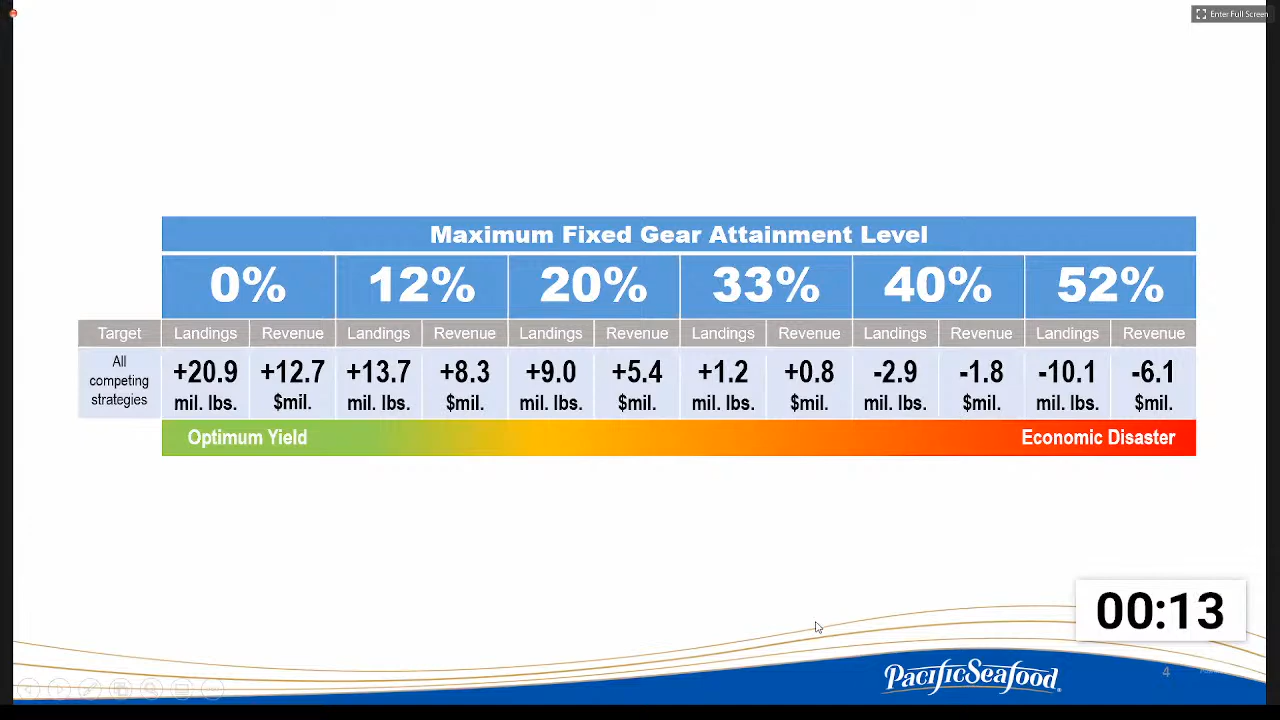 Enter Full Screen
Maximum Fixed Gear Attainment Level
0% 12% 20% 33% 40% 52%
Target Landings Revenue Landings Revenue Landings Revenue Landings Revenue Landings Revenue Landings Revenue
All competing strategies +20.9 mil. lbs. +12.7 $mil. +13.7 mil. lbs. +8.3 $mil. +9.0 mil. lbs. +5.4 $mil. +1.2 mil. lbs. +0.8 $mil. -2.9 mil. lbs. -1.8 $mil. -10.1 mil. lbs. -6.1 $mil.
Optimum Yield Economic Disaster
00:13
Pacific Seafood
4